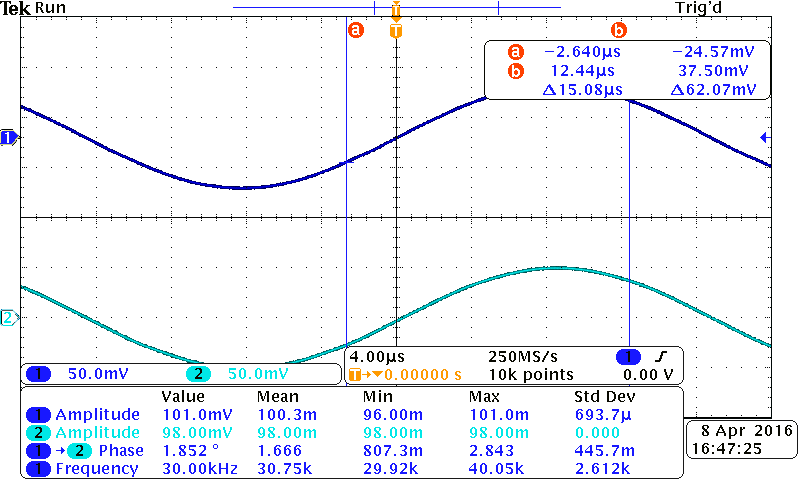 Tek Run Trig'd
a T b
T
a −2.640µs −24.57mV
b 12.44µs 37.50mV
Δ15.08µs Δ62.07mV
1
2
1 50.0mV 2 50.0mV
4.00µs 250MS/s 1
T→▼0.00000 s 10k points 0.00 V
Value Mean Min Max Std Dev
1 Amplitude 101.0mV 100.3m 96.00m 101.0m 693.7µ
2 Amplitude 98.00mV 98.00m 98.00m 98.00m 0.000
1 → 2 Phase 1.852 ° 1.666 807.3m 2.843 445.7m
1 Frequency 30.00kHz 30.75k 29.92k 40.05k 2.612k
8 Apr 2016
16:47:25